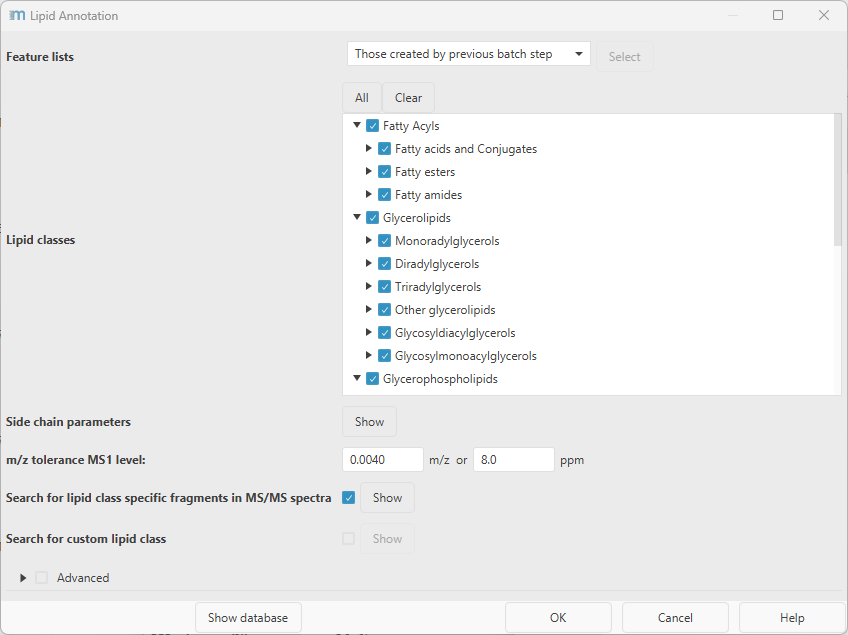 m Lipid Annotation
Feature lists
Those created by previous batch step
Select
All
Clear
Lipid classes
Fatty Acyls
Fatty acids and Conjugates
Fatty esters
Fatty amides
Glycerolipids
Monoradylglycerols
Diradylglycerols
Triradylglycerols
Other glycerolipids
Glycosyldiacylglycerols
Glycosylmonoacylglycerols
Glycerophospholipids
Side chain parameters
Show
m/z tolerance MS1 level:
0.0040 m/z or 8.0 ppm
Search for lipid class specific fragments in MS/MS spectra
Show
Search for custom lipid class
Show
Advanced
Show database
OK
Cancel
Help